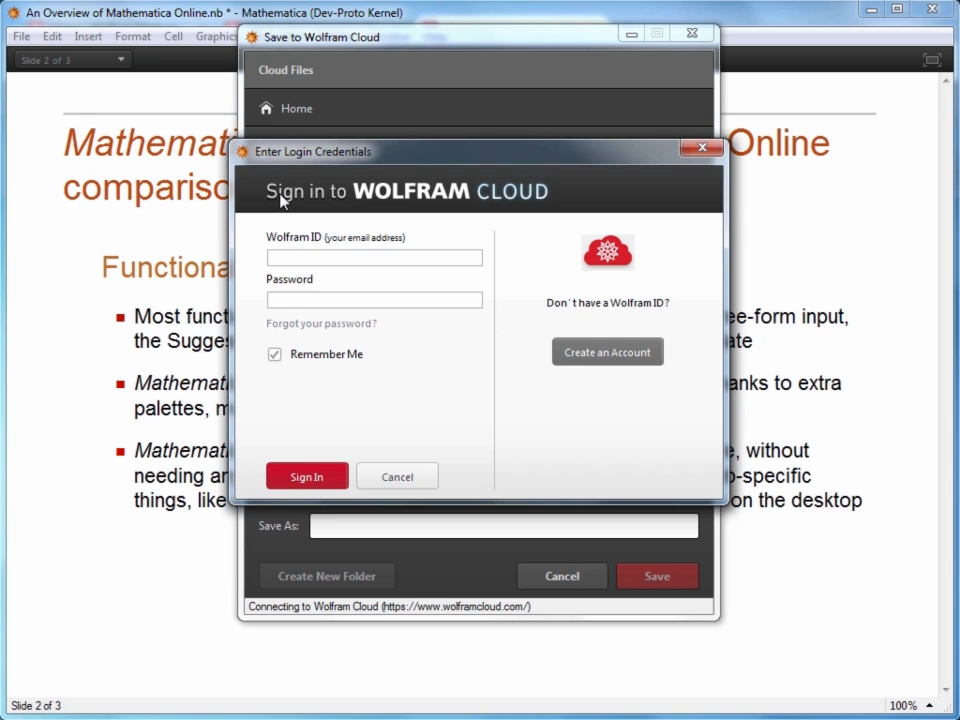 An Overview of Mathematica Online.nb * - Mathematica (Dev-Proto Kernel)
File Edit Insert Format Cell Graphics
Save to Wolfram Cloud
Slide 2 of 3
Cloud Files
Home
Enter Login Credentials
Sign in to WOLFRAM CLOUD
Wolfram ID (your email address)
Password
Forgot your password?
Remember Me
Don't have a Wolfram ID?
Create an Account
Sign In Cancel
Online
Most funct ee-form input,
the Sugges ate
anks to extra
palettes, m
e, without
needing an o-specific
things, like on the desktop
Save As:
Create New Folder Cancel Save
Connecting to Wolfram Cloud (https://www.wolframcloud.com/)
Slide 2 of 3 100%